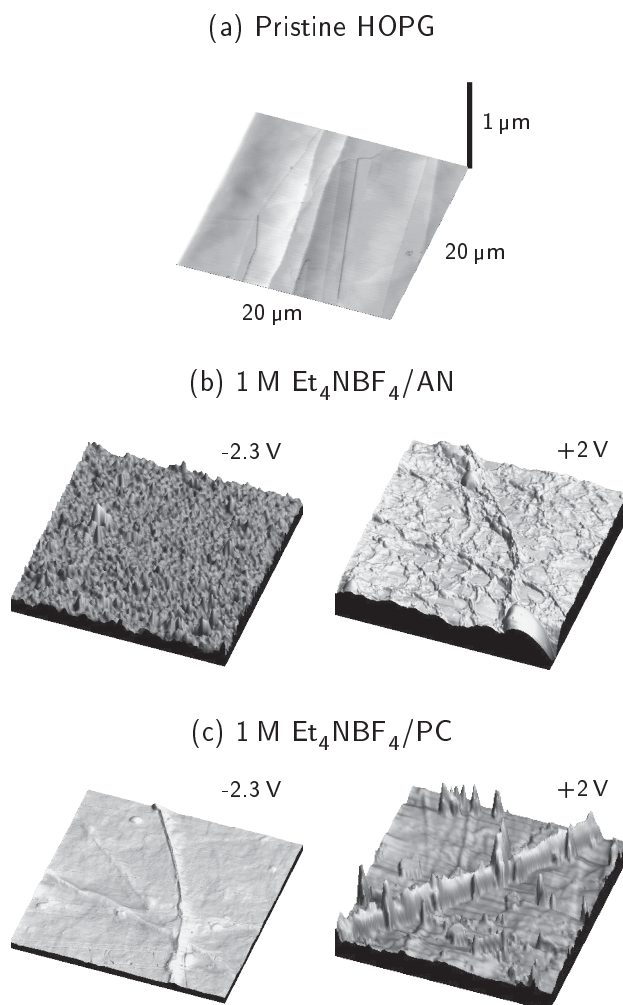 (a) Pristine HOPG
1 μm
20 μm
20 μm
(b) 1 M Et₄NBF₄/AN
-2.3 V
+2 V
(c) 1 M Et₄NBF₄/PC
-2.3 V
+2 V